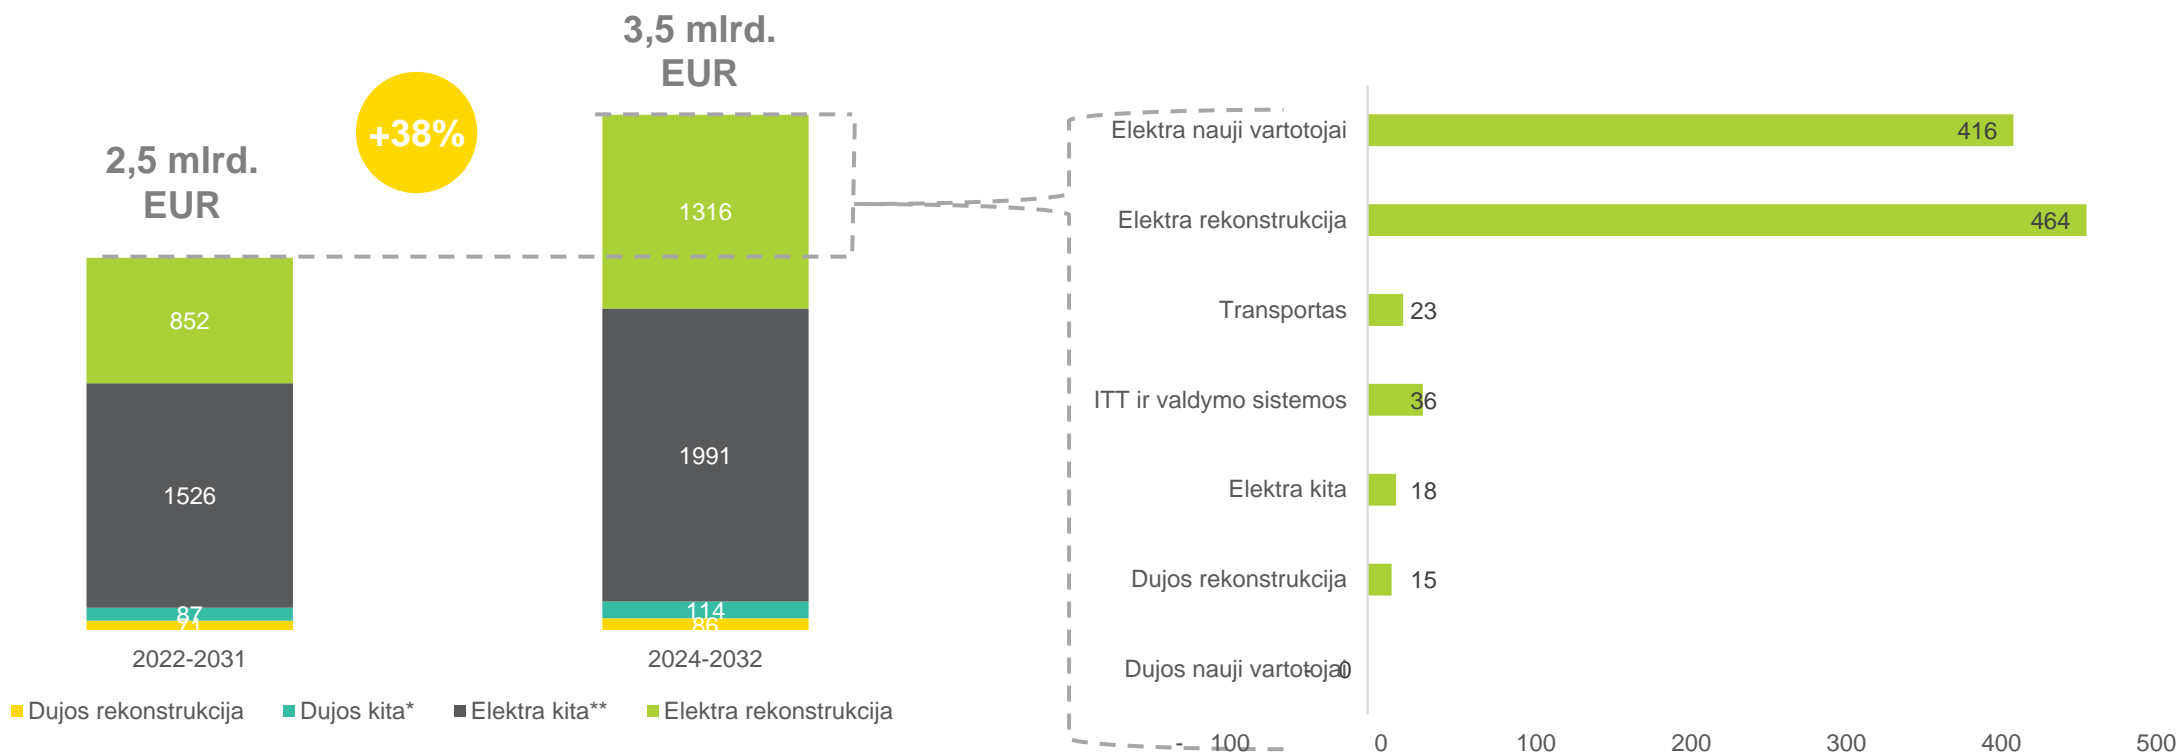 2,5 mlrd.
EUR
+38%
3,5 mlrd.
EUR
852
1526
87
71
1316
1991
114
86
2022-2031
2024-2032
Dujos rekonstrukcija
Dujos kita*
Elektra kita**
Elektra rekonstrukcija
Elektra nauji vartotojai 416
Elektra rekonstrukcija 464
Transportas 23
ITT ir valdymo sistemos 36
Elektra kita 18
Dujos rekonstrukcija 15
Dujos nauji vartotojai - 0
- 100 0 100 200 300 400 500